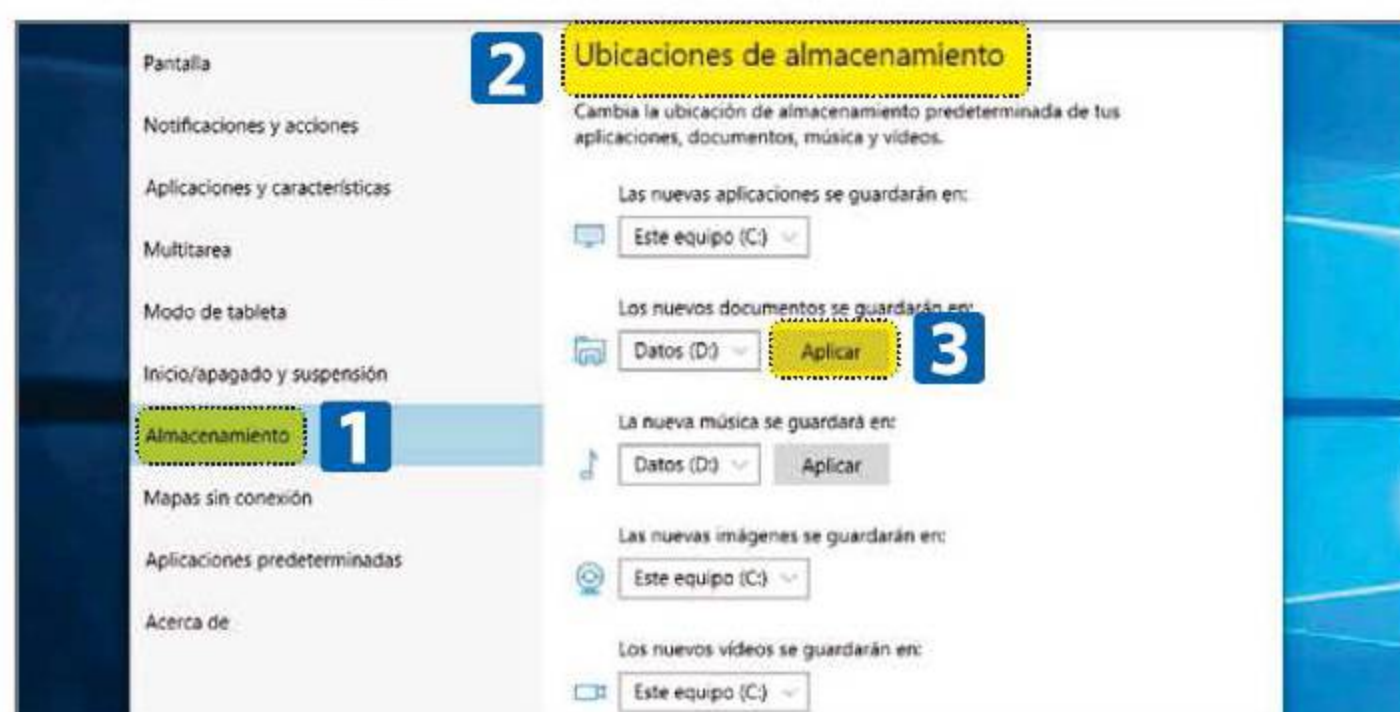 Pantalla
Notificaciones y acciones
Aplicaciones y características
Multitarea
Modo de tableta
Inicio/apagado y suspensión
Almacenamiento
1
Mapas sin conexión
Aplicaciones predeterminadas
Acerca de
2
Ubicaciones de almacenamiento
Cambia la ubicación de almacenamiento predeterminada de tus
aplicaciones, documentos, música y vídeos.
Las nuevas aplicaciones se guardarán en:
Este equipo (C:)
Los nuevos documentos se guardarán en:
Datos (D:) Aplicar
3
La nueva música se guardará en:
Datos (D:) Aplicar
Las nuevas imágenes se guardarán en:
Este equipo (C:)
Los nuevos vídeos se guardarán en:
Este equipo (C:)